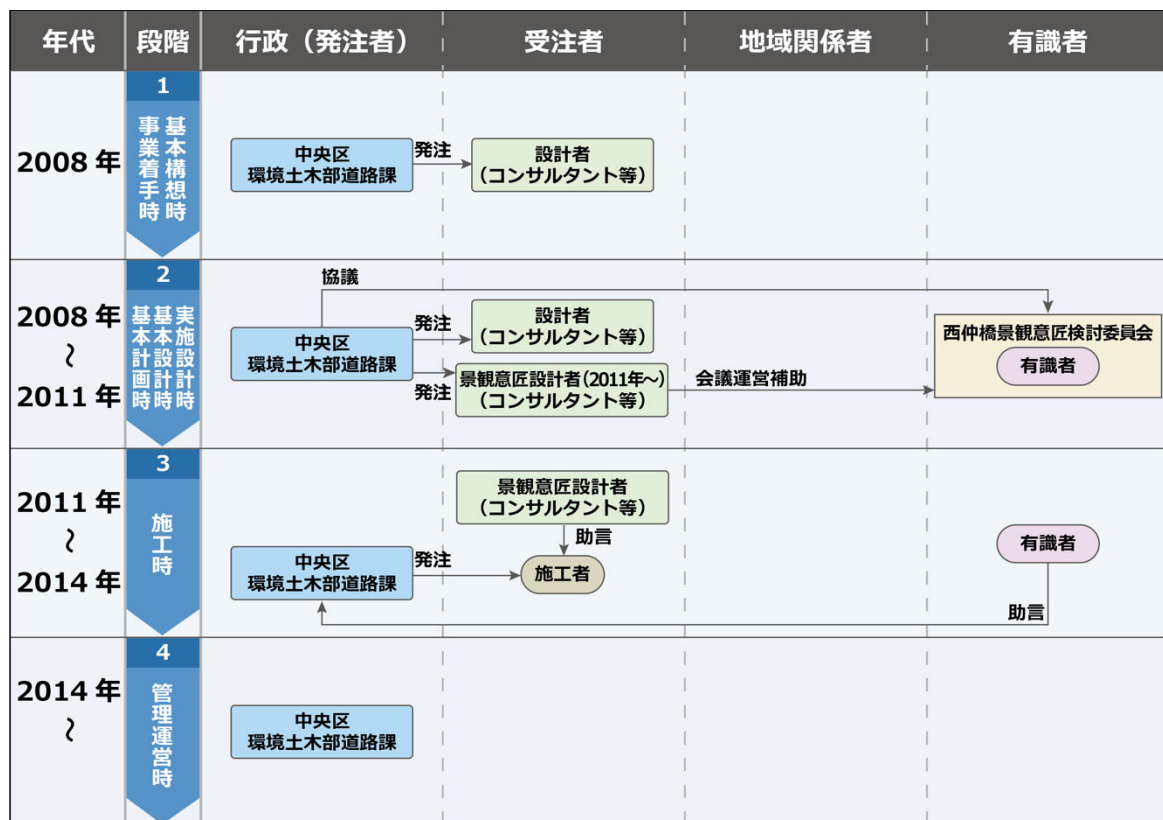 年代
段階
行政（発注者）
受注者
地域関係者
有識者
2008 年
1
基本構想時
事業着手時
中央区
環境土木部道路課
発注
設計者
（コンサルタント等）
2008 年
～
2011 年
2
実施設計時
基本設計時
基本計画時
協議
中央区
環境土木部道路課
発注
設計者
（コンサルタント等）
発注
景観意匠設計者（2011年～）
（コンサルタント等）
会議運営補助
西仲橋景観意匠検討委員会
有識者
2011 年
～
2014 年
3
施工時
景観意匠設計者
（コンサルタント等）
助言
中央区
環境土木部道路課
発注
施工者
有識者
助言
2014 年
～
4
管理運営時
中央区
環境土木部道路課